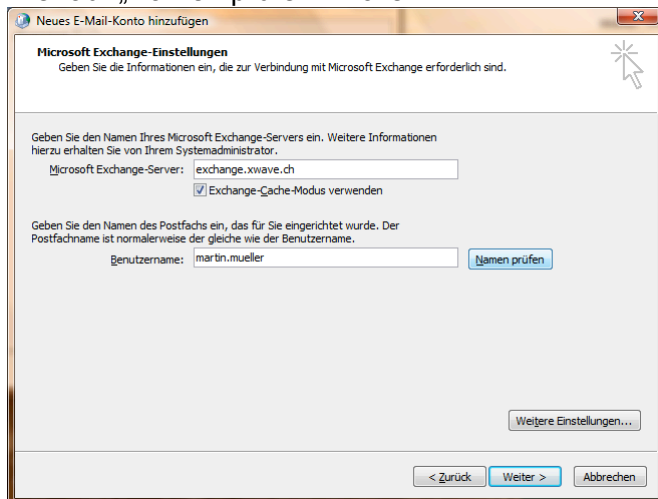 Neues E-Mail-Konto hinzufügen
Microsoft Exchange-Einstellungen
Geben Sie die Informationen ein, die zur Verbindung mit Microsoft Exchange erforderlich sind.
Geben Sie den Namen Ihres Microsoft Exchange-Servers ein. Weitere Informationen
hierzu erhalten Sie von Ihrem Systemadministrator.
Microsoft Exchange-Server: exchange.xwave.ch
Exchange-Cache-Modus verwenden
Geben Sie den Namen des Postfachs ein, das für Sie eingerichtet wurde. Der
Postfachname ist normalerweise der gleiche wie der Benutzername.
Benutzername: martin.mueller Namen prüfen
Weitere Einstellungen...
< Zurück Weiter > Abbrechen